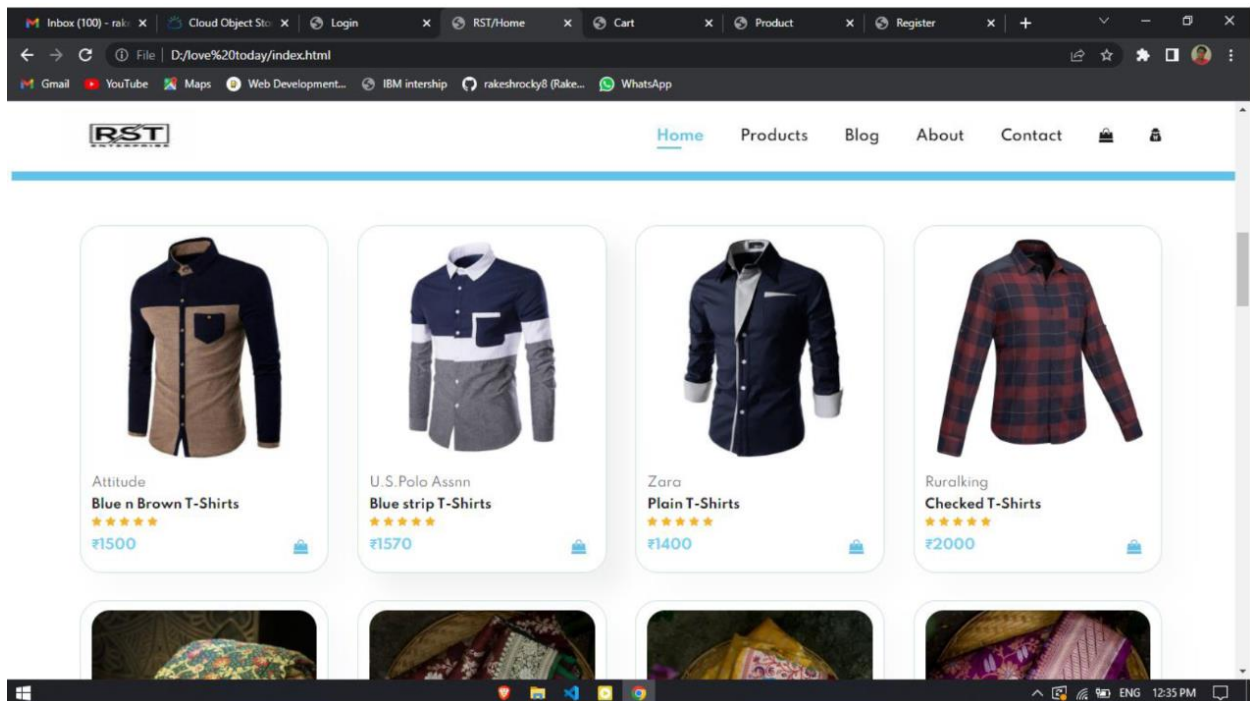 Inbox (100) - rak
Cloud Object Sto
Login
RST/Home
Cart
Product
Register
File
D:/love%20today/index.html
Gmail
YouTube
Maps
Web Development...
IBM intership
rakeshrocky8 (Rake...
WhatsApp
RST
ENTERPRISE
Home
Products
Blog
About
Contact
Attitude
Blue n Brown T-Shirts
₹1500
U.S.Polo Assnn
Blue strip T-Shirts
₹1570
Zara
Plain T-Shirts
₹1400
Ruralking
Checked T-Shirts
₹2000
ENG
12:35 PM